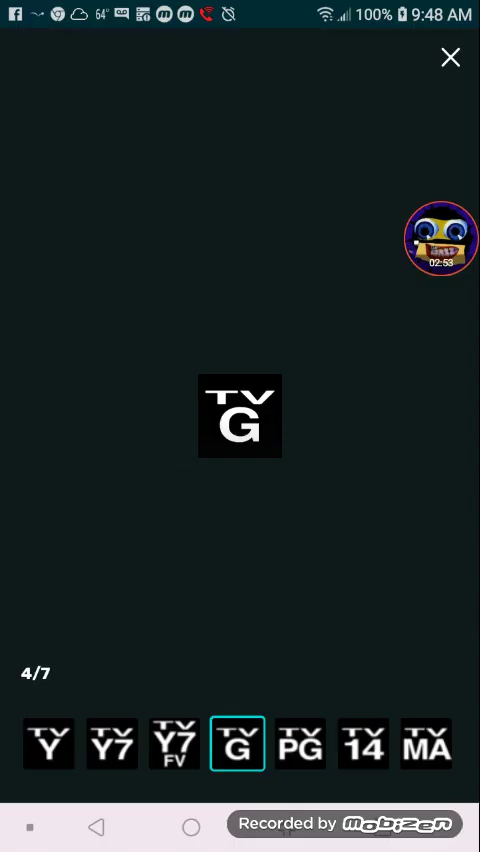 64°
100%
9:48 AM
02:53
TV
G
4/7
TV Y
TV Y7
TV Y7 FV
TV G
TV PG
TV 14
TV MA
Recorded by mobizen